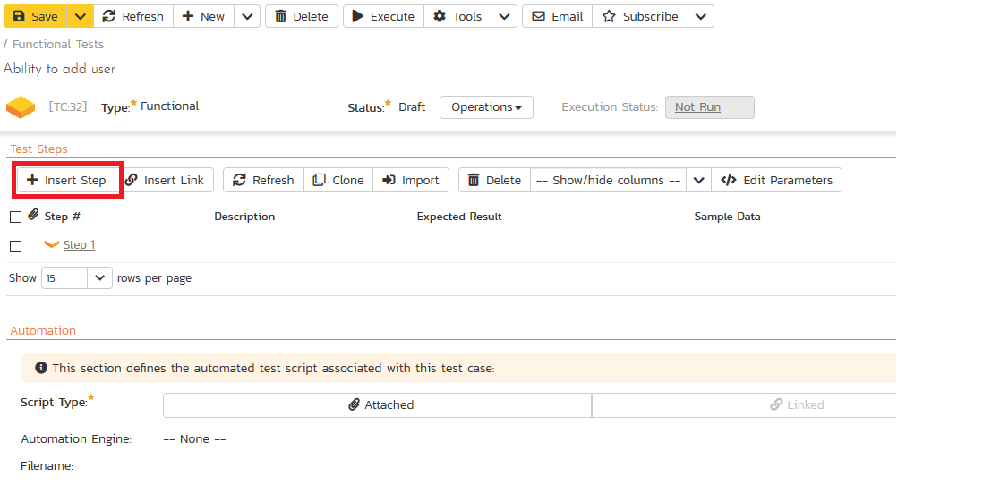 Save Refresh New Delete Execute Tools Email Subscribe
/ Functional Tests
Ability to add user
[TC:32] Type: Functional Status: Draft Operations Execution Status: Not Run
Test Steps
Insert Step Insert Link Refresh Clone Import Delete -- Show/hide columns -- Edit Parameters
Step # Description Expected Result Sample Data
Step 1
Show 15 rows per page
Automation
This section defines the automated test script associated with this test case:
Script Type: Attached Linked
Automation Engine: -- None --
Filename: